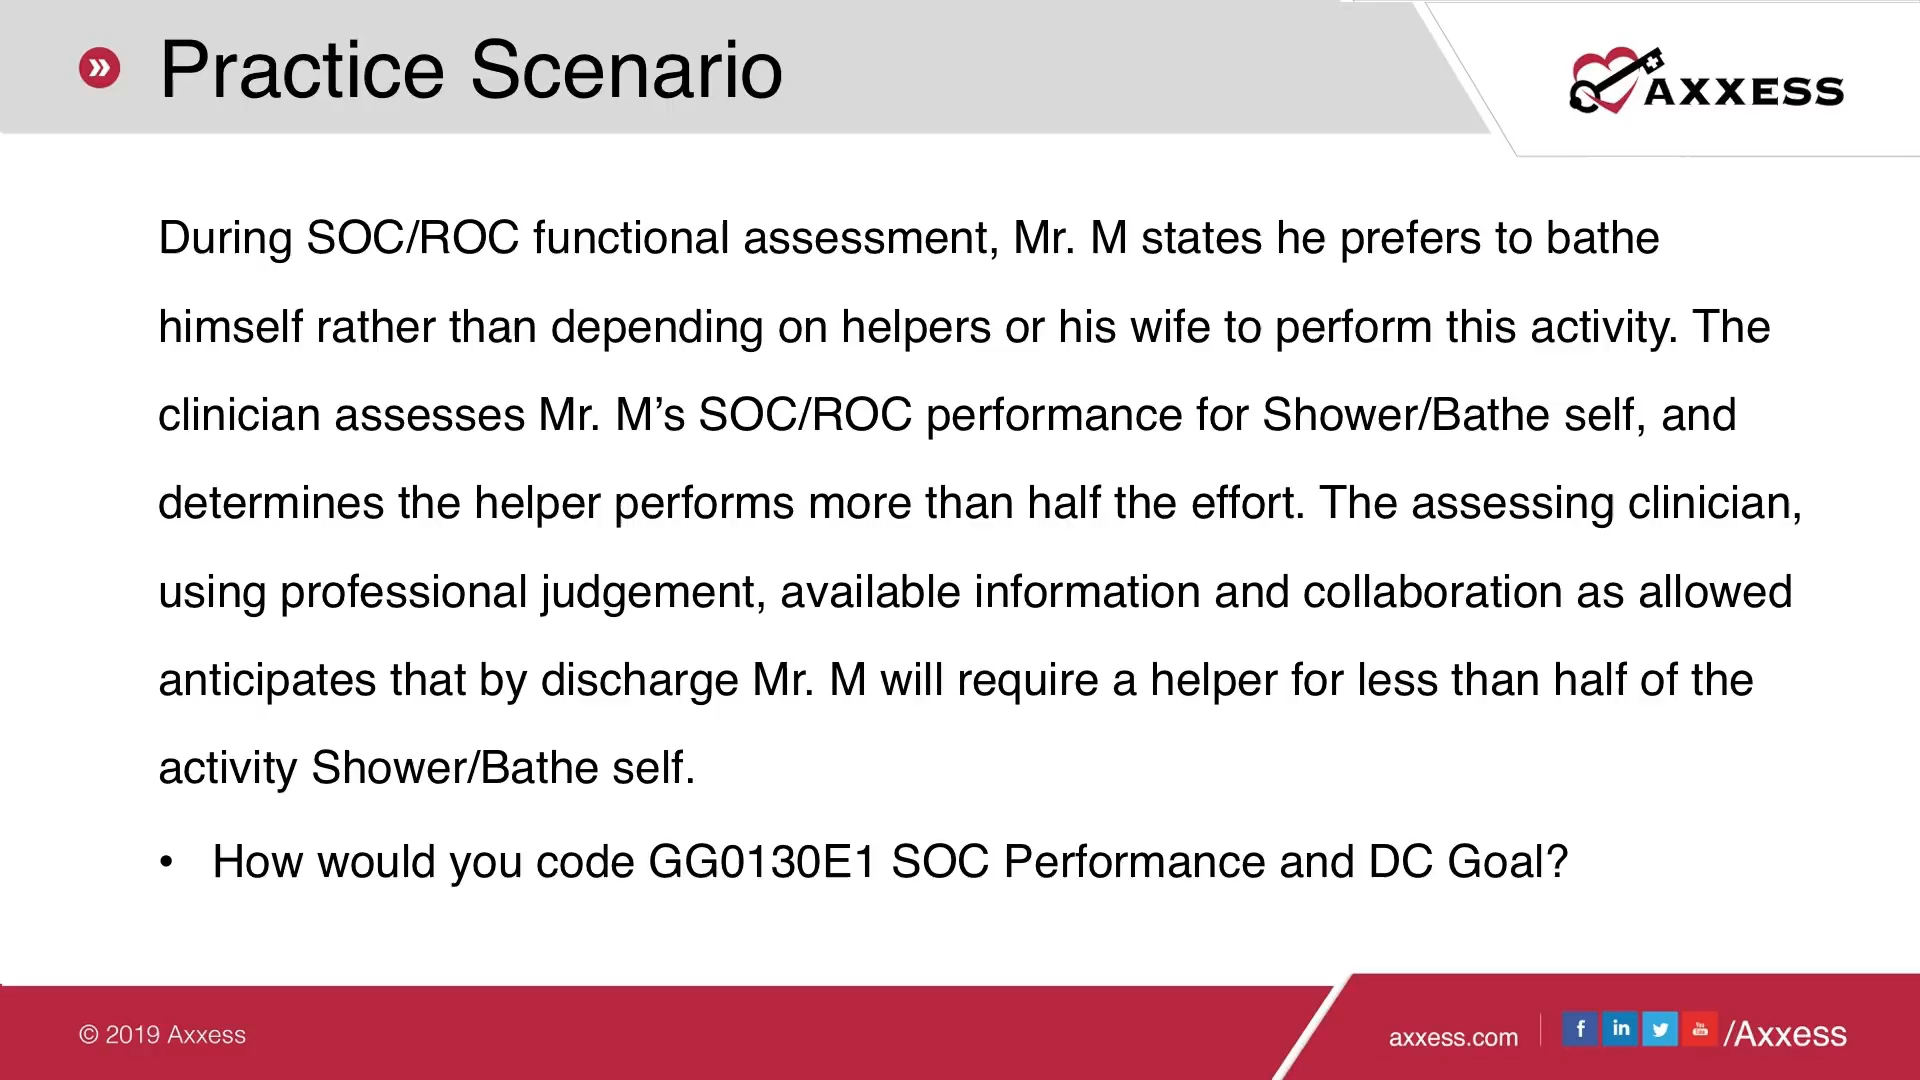 Practice Scenario
AXXESS
During SOC/ROC functional assessment, Mr. M states he prefers to bathe
himself rather than depending on helpers or his wife to perform this activity. The
clinician assesses Mr. M’s SOC/ROC performance for Shower/Bathe self, and
determines the helper performs more than half the effort. The assessing clinician,
using professional judgement, available information and collaboration as allowed
anticipates that by discharge Mr. M will require a helper for less than half of the
activity Shower/Bathe self.
• How would you code GG0130E1 SOC Performance and DC Goal?
© 2019 Axxess
axxess.com
/Axxess